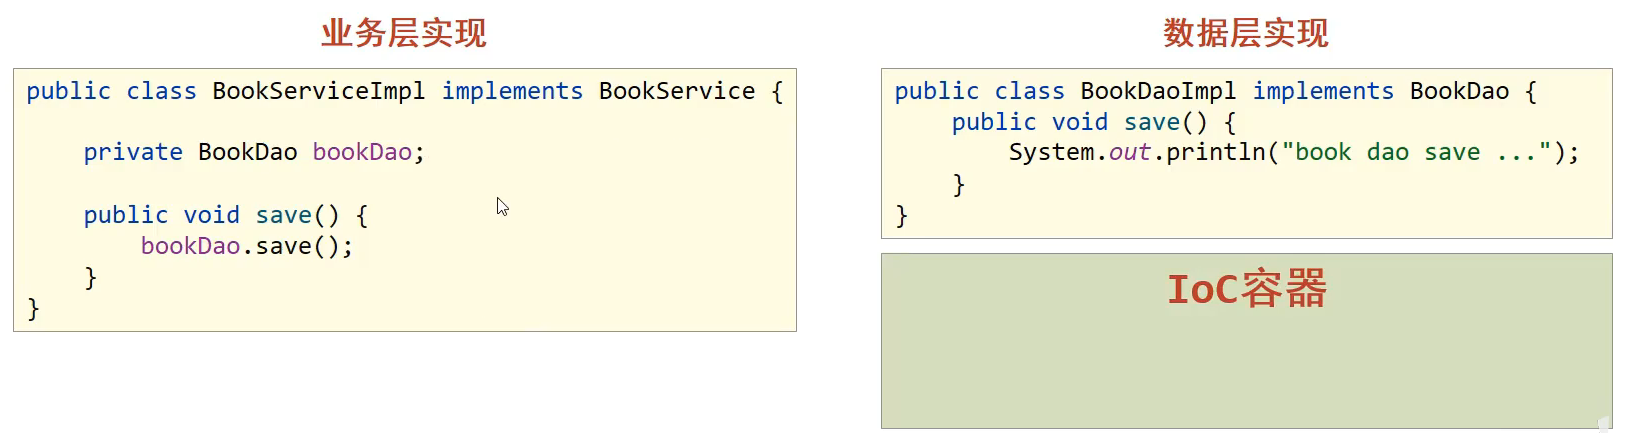 业务层实现
public class BookServiceImpl implements BookService {
    private BookDao bookDao;
    public void save() {
        bookDao.save();
    }
}
数据层实现
public class BookDaoImpl implements BookDao {
    public void save() {
        System.out.println("book dao save ...");
    }
}
IoC容器